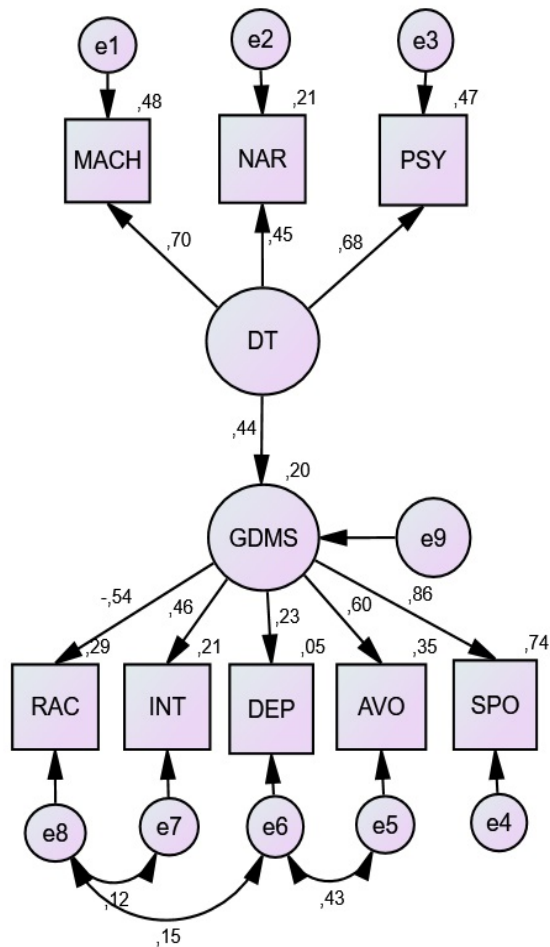 e1 e2 e3
,48 ,21 ,47
MACH NAR PSY
,70 ,45 ,68
DT
,44
,20
GDMS e9
-,54 ,46 ,23 ,60 ,86
,29 ,21 ,05 ,35 ,74
RAC INT DEP AVO SPO
e8 e7 e6 e5 e4
,12 ,43
,15